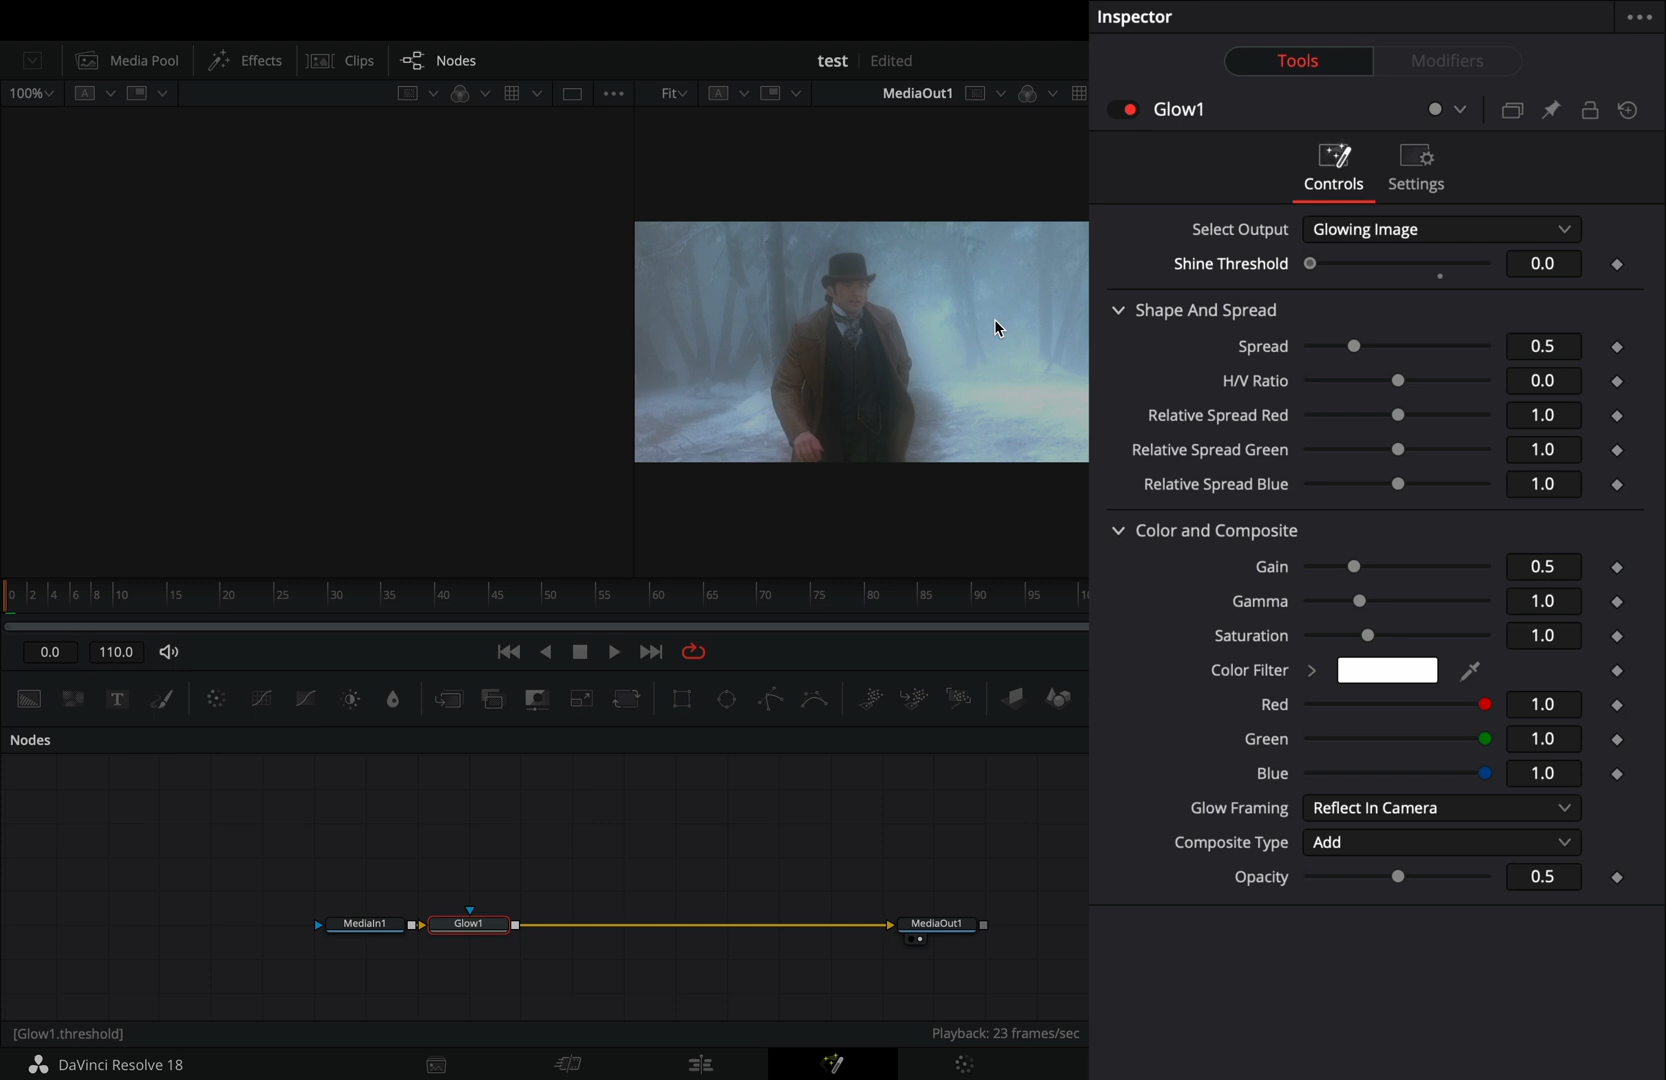 Inspector
Media Pool
Effects
Clips
Nodes
test
Edited
Tools
Modifiers
100%
A
Fit
A
MediaOut1
Glow1
Controls
Settings
Select Output
Glowing Image
Shine Threshold
0.0
Shape And Spread
Spread
0.5
H/V Ratio
0.0
Relative Spread Red
1.0
Relative Spread Green
1.0
Relative Spread Blue
1.0
Color and Composite
Gain
0.5
Gamma
1.0
Saturation
1.0
Color Filter
Red
1.0
Green
1.0
Blue
1.0
Glow Framing
Reflect In Camera
Composite Type
Add
Opacity
0.5
0 2 4 6 8 10 15 20 25 30 35 40 45 50 55 60 65 70 75 80 85 90 95 10
0.0
110.0
T
Nodes
MediaIn1
Glow1
MediaOut1
[Glow1.threshold]
Playback: 23 frames/sec
DaVinci Resolve 18